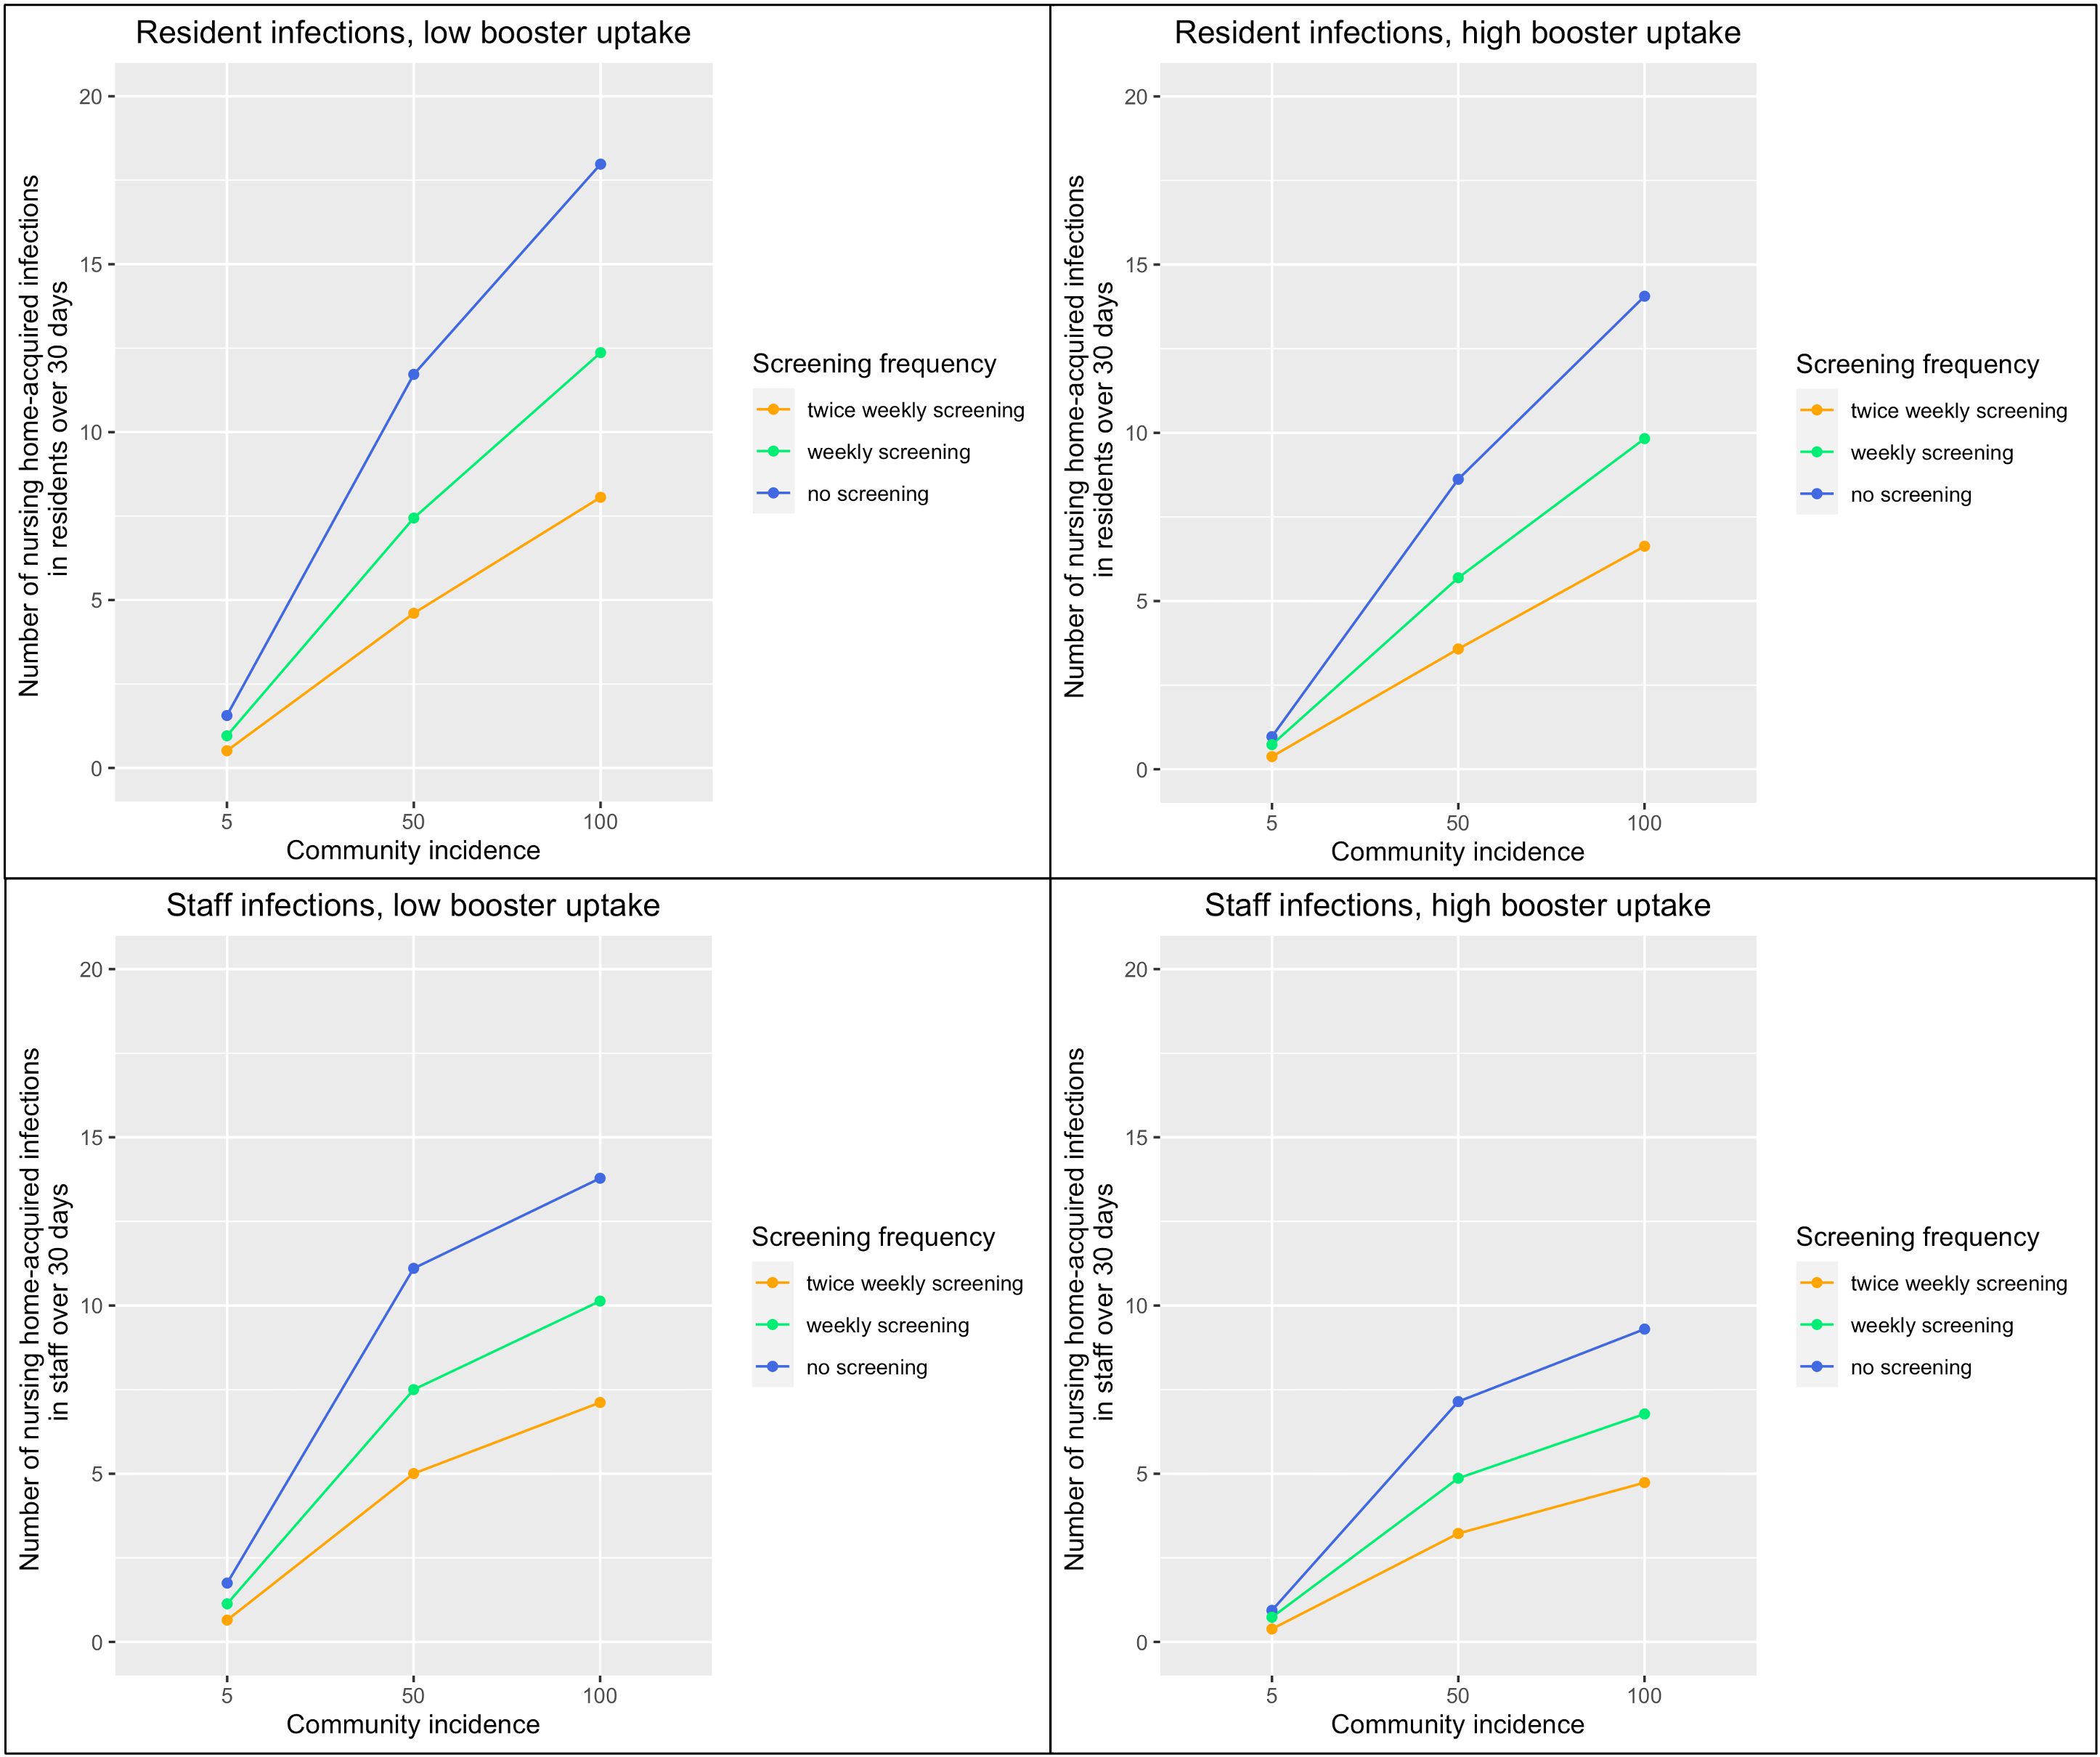 Resident infections, low booster uptake
Number of nursing home-acquired infections
in residents over 30 days
20
15
10
5
0
5
50
100
Community incidence
Screening frequency
twice weekly screening
weekly screening
no screening
Resident infections, high booster uptake
Number of nursing home-acquired infections
in residents over 30 days
20
15
10
5
0
5
50
100
Community incidence
Screening frequency
twice weekly screening
weekly screening
no screening
Staff infections, low booster uptake
Number of nursing home-acquired infections
in staff over 30 days
20
15
10
5
0
5
50
100
Community incidence
Screening frequency
twice weekly screening
weekly screening
no screening
Staff infections, high booster uptake
Number of nursing home-acquired infections
in staff over 30 days
20
15
10
5
0
5
50
100
Community incidence
Screening frequency
twice weekly screening
weekly screening
no screening